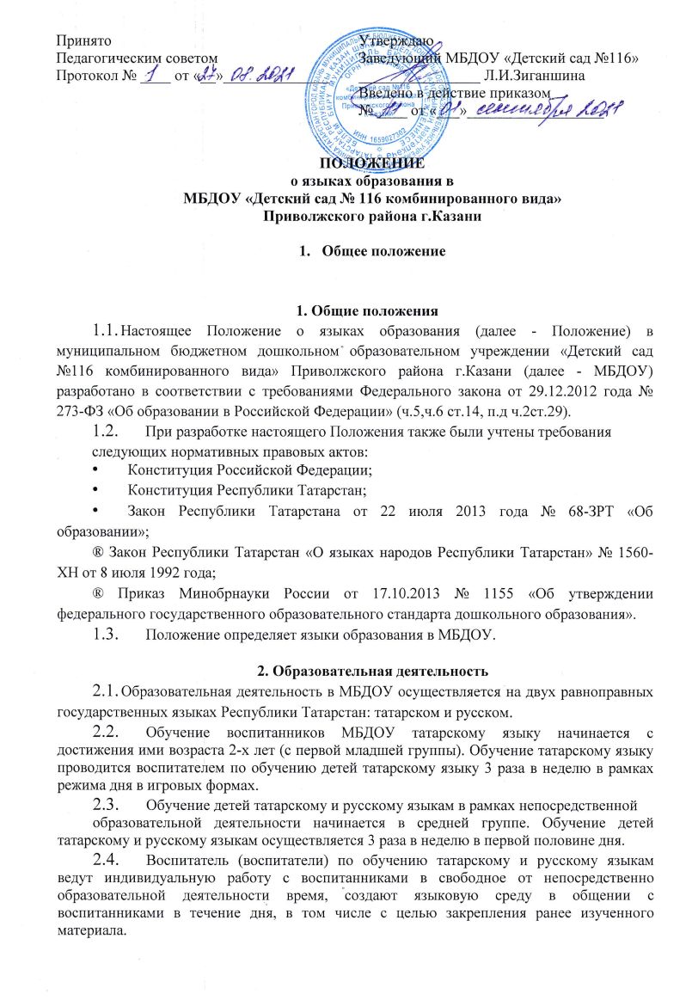 Принято
Педагогическим советом
Протокол № 1 от «27» 08. 2021
Утверждаю
Заведующий МБДОУ «Детский сад №116»
Л.И.Зиганшина
Введено в действие приказом
№ от «01» сентября 2021
«Детский сад №116
комбинированного вида»
Приволжского района
г.Казани
ИНН 1659027302
ПОЛОЖЕНИЕ
о языках образования в
МБДОУ «Детский сад № 116 комбинированного вида»
Приволжского района г.Казани
1. Общее положение
1. Общие положения
1.1. Настоящее Положение о языках образования (далее - Положение) в
муниципальном бюджетном дошкольном образовательном учреждении «Детский сад
№116 комбинированного вида» Приволжского района г.Казани (далее - МБДОУ)
разработано в соответствии с требованиями Федерального закона от 29.12.2012 года №
273-ФЗ «Об образовании в Российской Федерации» (ч.5,ч.6 ст.14, п.д ч.2ст.29).
1.2. При разработке настоящего Положения также были учтены требования
следующих нормативных правовых актов:
• Конституция Российской Федерации;
• Конституция Республики Татарстан;
• Закон Республики Татарстана от 22 июля 2013 года № 68-ЗРТ «Об
образовании»;
® Закон Республики Татарстан «О языках народов Республики Татарстан» № 1560-
ХН от 8 июля 1992 года;
® Приказ Минобрнауки России от 17.10.2013 № 1155 «Об утверждении
федерального государственного образовательного стандарта дошкольного образования».
1.3. Положение определяет языки образования в МБДОУ.
2. Образовательная деятельность
2.1. Образовательная деятельность в МБДОУ осуществляется на двух равноправных
государственных языках Республики Татарстан: татарском и русском.
2.2. Обучение воспитанников МБДОУ татарскому языку начинается с
достижения ими возраста 2-х лет (с первой младшей группы). Обучение татарскому языку
проводится воспитателем по обучению детей татарскому языку 3 раза в неделю в рамках
режима дня в игровых формах.
2.3. Обучение детей татарскому и русскому языкам в рамках непосредственной
образовательной деятельности начинается в средней группе. Обучение детей
татарскому и русскому языкам осуществляется 3 раза в неделю в первой половине дня.
2.4. Воспитатель (воспитатели) по обучению татарскому и русскому языкам
ведут индивидуальную работу с воспитанниками в свободное от непосредственно
образовательной деятельности время, создают языковую среду в общении с
воспитанниками в течение дня, в том числе с целью закрепления ранее изученного
материала.